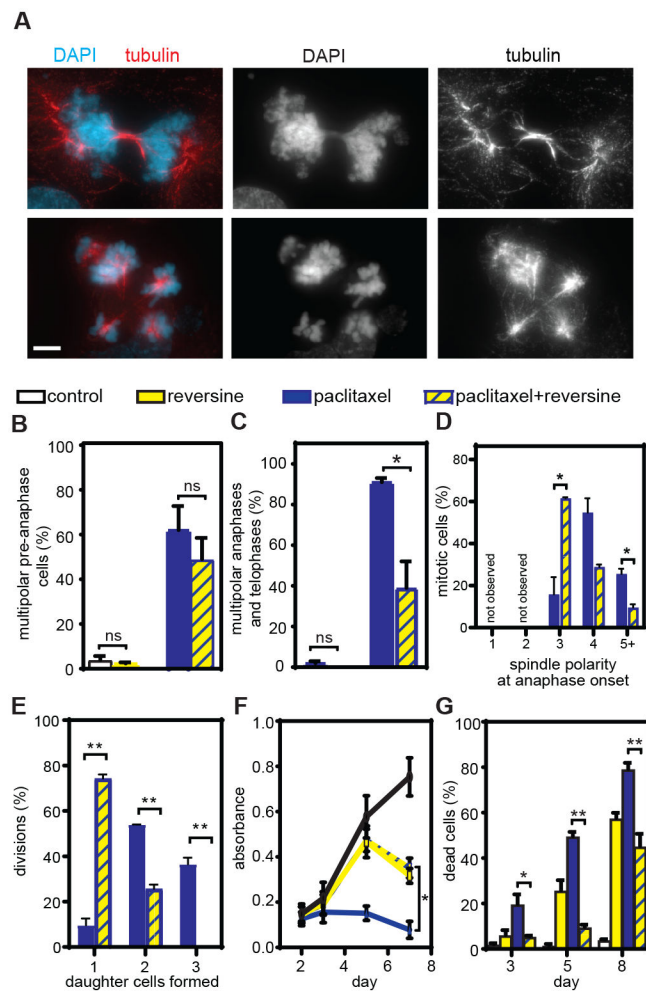 A
DAPI tubulin DAPI tubulin
control reversine paclitaxel paclitaxel+reversine
B
multipolar pre-anaphase
cells (%)
100
80
60
40
20
0
ns
ns
C
multipolar anaphases
and telophases (%)
100
80
60
40
20
0
ns
*
D
mitotic cells (%)
80
60
40
20
0
not observed
not observed
*
*
1 2 3 4 5+
spindle polarity
at anaphase onset
E
divisions (%)
100
80
60
40
20
0
**
**
**
1 2 3
daughter cells formed
F
absorbance
1.0
0.8
0.6
0.4
0.2
0.0
*
2 4 6 8
day
G
dead cells (%)
100
80
60
40
20
0
*
**
**
3 5 8
day